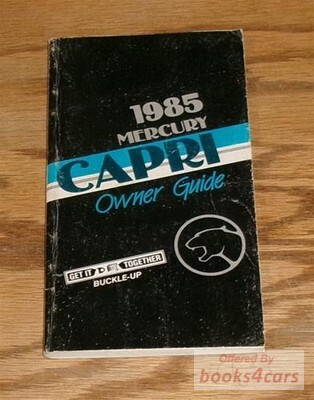 1985
MERCURY
CAPRI
Owner Guide
GET IT TOGETHER
BUCKLE-UP
Offered By
books4cars